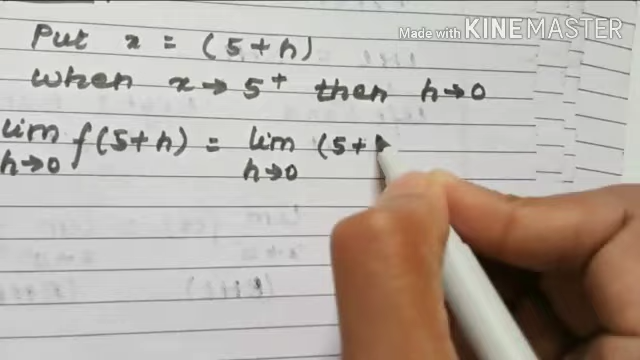 Made with KINEMASTER
Put x = (5+h)
when x→5⁺ then h→0
lim h→0 f(5+h) = lim h→0 (5+